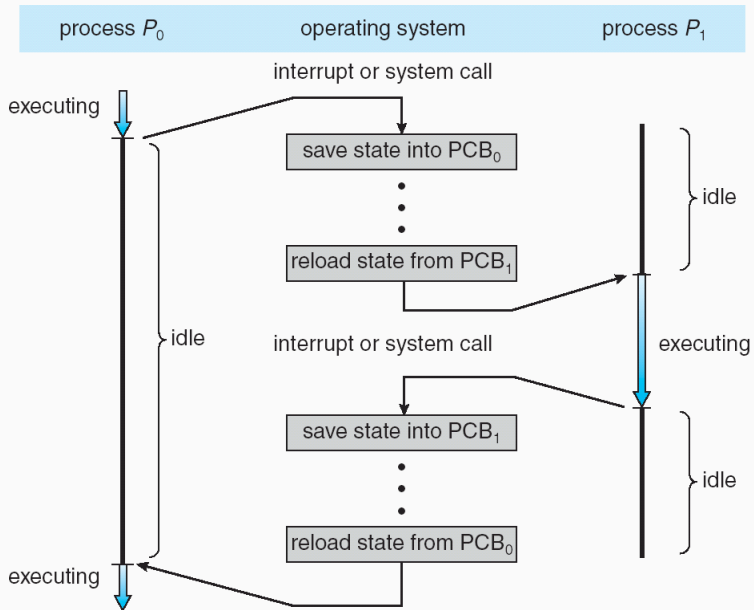 process P₀ operating system process P₁
interrupt or system call
executing
save state into PCB₀
idle
reload state from PCB₁
idle
interrupt or system call
executing
save state into PCB₁
idle
reload state from PCB₀
executing